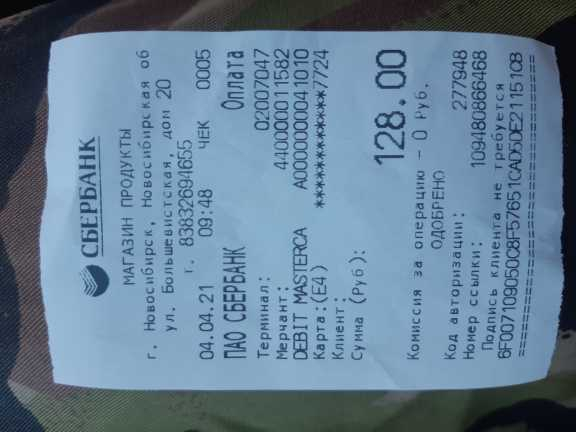 СБЕРБАНК
МАГАЗИН ПРОДУКТЫ
г. Новосибирск, Новосибирская об
ул. Большевистская, дом 20
т. 83832694655
04.04.21 09:48 ЧЕК 0005
ПАО СБЕРБАНК Оплата
Терминал: 02007047
Мерчант: 440000011582
DEBIT MASTERCA A0000000041010
Карта:(E4) ************7724
Клиент:
Сумма (Руб):
128.00
Комиссия за операцию - 0 Руб.
ОДОБРЕНО
Код авторизации: 277948
Номер ссылки: 109480886468
Подпись клиента не требуется
6F007109050C8F57651CAD5DE211151CB
================================